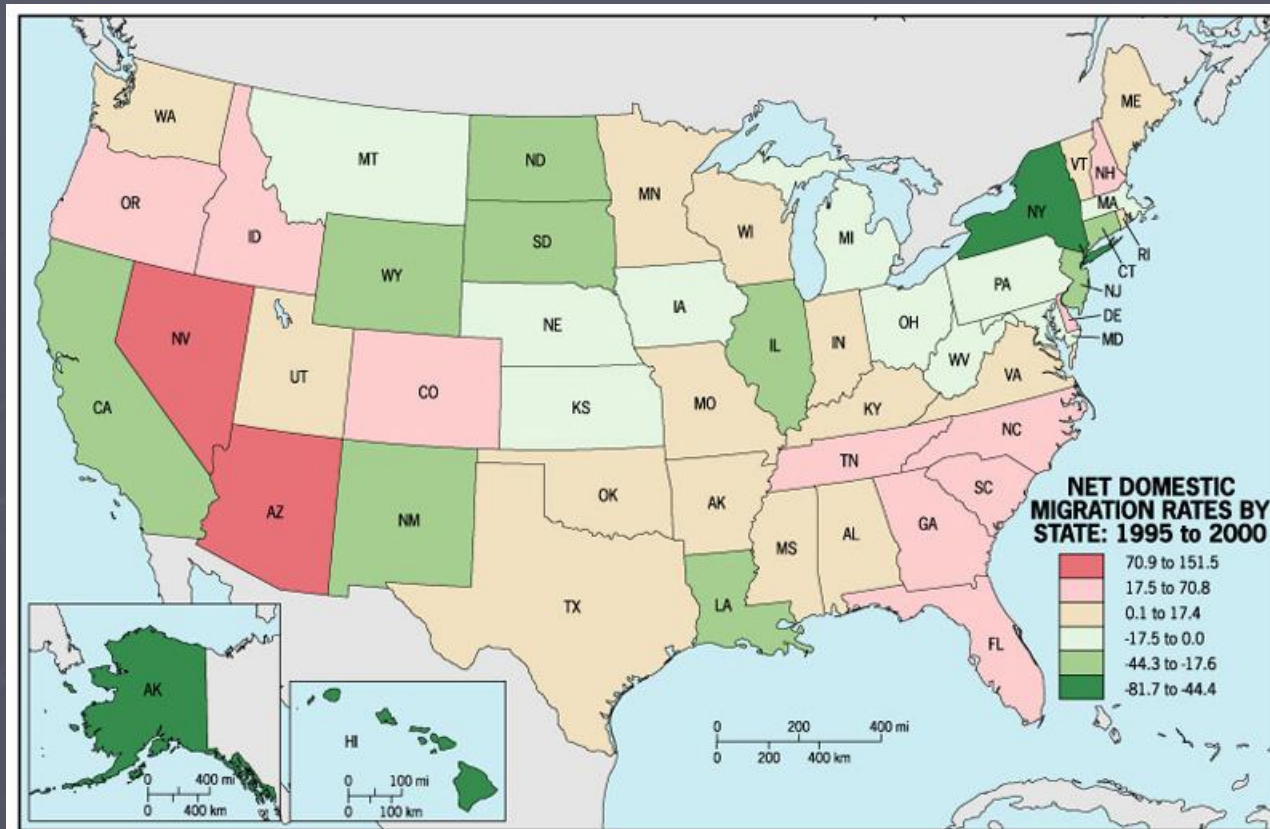 WA
MT
ND
MN
ME
VT
NH
OR
ID
SD
WI
MI
NY
MA
RI
CT
WY
IA
PA
NJ
NE
OH
DE
MD
NV
UT
IL
IN
WV
VA
CA
CO
KS
MO
KY
NC
TN
AZ
NM
OK
AK
SC
GA
MS
AL
TX
LA
FL
NET DOMESTIC
MIGRATION RATES BY
STATE: 1995 to 2000
70.9 to 151.5
17.5 to 70.8
0.1 to 17.4
-17.5 to 0.0
-44.3 to -17.6
-81.7 to -44.4
AK
0 400 mi
0 400 km
HI
0 100 mi
0 100 km
0 200 400 mi
0 200 400 km